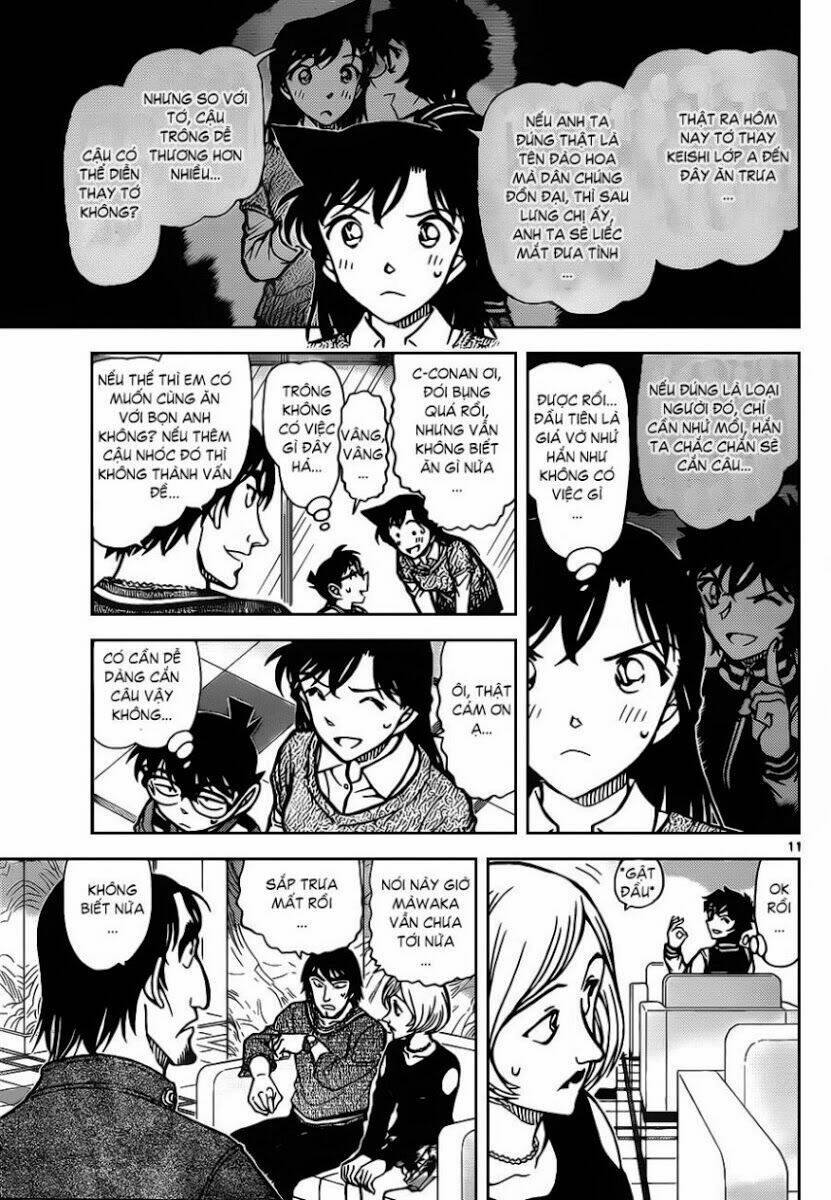 THẬT RA HÔM
NAY TỚ THAY
KEISHI LỚP A ĐẾN
ĐÂY ĂN TRƯA
...
NẾU ANH TA
ĐÚNG THẬT LÀ
TÊN ĐÀO HOA
MÀ DÂN CHÚNG
ĐỒN ĐẠI, THÌ SAU
LƯNG CHỊ ẤY,
ANH TA SẼ LIẾC
MẮT ĐƯA TÌNH
...
NHƯNG SO VỚI
TỚ, CẬU
TRÔNG DỄ
THƯƠNG HƠN
NHIỀU...
CẬU CÓ
THỂ DIỄN
THAY TỚ
KHÔNG?
NẾU ĐÚNG LÀ LOẠI
NGƯỜI ĐÓ, CHỈ
CẦN NHỬ MỒI, HẮN
TA CHẮC CHẮN SẼ
CẮN CÂU...
ĐƯỢC RỒI...
ĐẦU TIÊN LÀ
GIẢ VỜ NHƯ
HẦN NHƯ
KHÔNG CÓ
VIỆC GÌ
...
C-CONAN ƠI,
ĐÓI BỤNG
QUÁ RỒI,
NHƯNG VẪN
KHÔNG BIẾT
ĂN GÌ NỮA
...
VÂNG,
VÂNG...
TRÔNG
KHÔNG
CÓ VIỆC
GÌ ĐÂY
HẢ...
NẾU THẾ THÌ EM CÓ
MUỐN CÙNG ĂN
VỚI BỌN ANH
KHÔNG? NẾU THÊM
CẬU NHÓC ĐÓ THÌ
KHÔNG THÀNH VẤN
ĐỀ...
ÔI, THẬT
CÁM ƠN
Ạ...
CÓ CẦN DỄ
DÀNG CẮN
CÂU VẬY
KHÔNG...
11
OK
RỒI
...
*GẬT
ĐẦU*
NÓI NÀY GIỜ
MAWAKA
VẪN CHƯA
TỚI NỮA
...
SẮP TRƯA
MẤT RỒI
...
KHÔNG
BIẾT NỮA
...